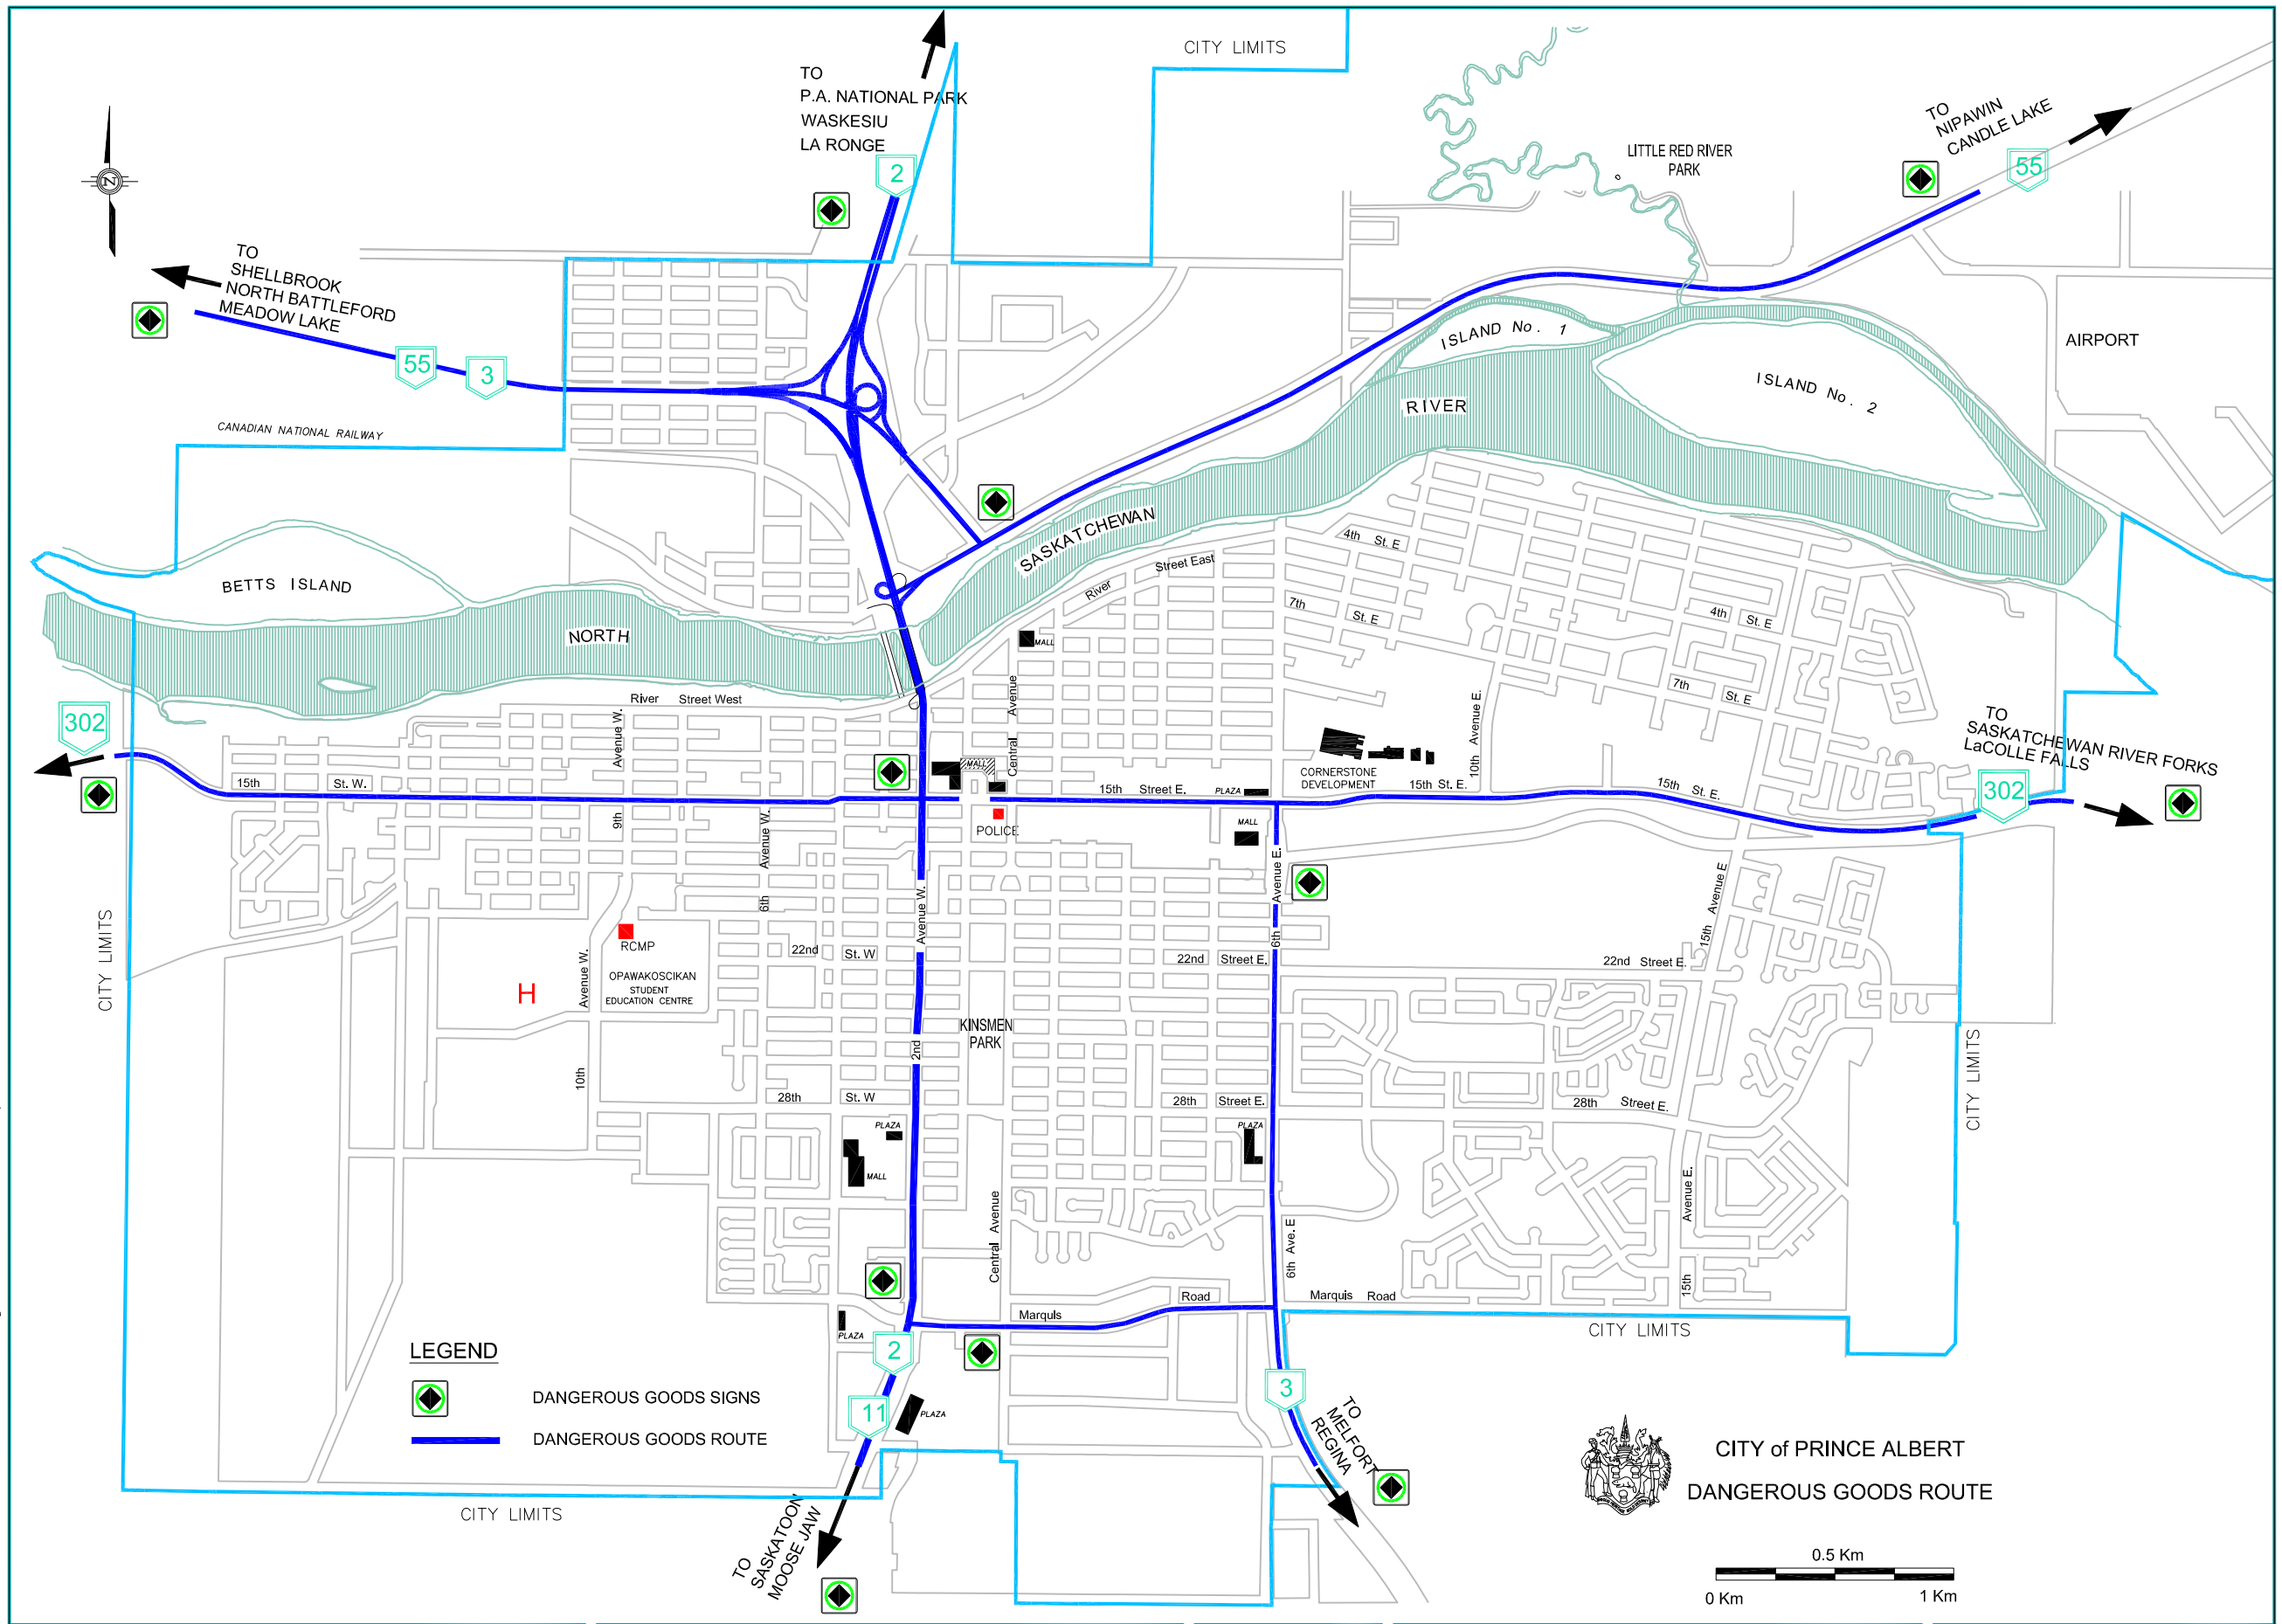 CITY LIMITS
TO
P.A. NATIONAL PARK
WASKESIU
LA RONGE
2
TO
NIPAWIN
CANDLE LAKE
55
LITTLE RED RIVER
PARK
N
TO
SHELLBROOK
NORTH BATTLEFORD
MEADOW LAKE
55
3
CANADIAN NATIONAL RAILWAY
AIRPORT
ISLAND No. 1
ISLAND No. 2
RIVER
SASKATCHEWAN
NORTH
BETTS ISLAND
4th St. E
River Street East
7th St. E
4th St. E
7th St. E
MALL
River Street West
302
Avenue W.
Central Avenue
10th Avenue E.
TO
SASKATCHEWAN RIVER FORKS
LaCOLLE FALLS
302
MALL
CORNERSTONE
DEVELOPMENT
15th St. W.
15th Street E.
PLAZA
15th St. E.
15th St. E.
POLICE
MALL
9th
6th Avenue W.
2nd Avenue W.
6th Avenue E.
15th Avenue E
CITY LIMITS
RCMP
22nd St. W
22nd Street E.
22nd Street E.
H
10th Avenue W.
OPAWAKOSCIKAN
STUDENT
EDUCATION CENTRE
KINSMEN
PARK
CITY LIMITS
28th St. W
28th Street E.
28th Street E.
PLAZA
MALL
PLAZA
Central Avenue
6th Ave. E
15th Avenue E.
Marquis Road
Marquis Road
CITY LIMITS
PLAZA
2
11
PLAZA
3
TO
MELFORT
REGINA
LEGEND
DANGEROUS GOODS SIGNS
DANGEROUS GOODS ROUTE
CITY LIMITS
TO
SASKATOON
MOOSE JAW
CITY of PRINCE ALBERT
DANGEROUS GOODS ROUTE
0.5 Km
0 Km
1 Km